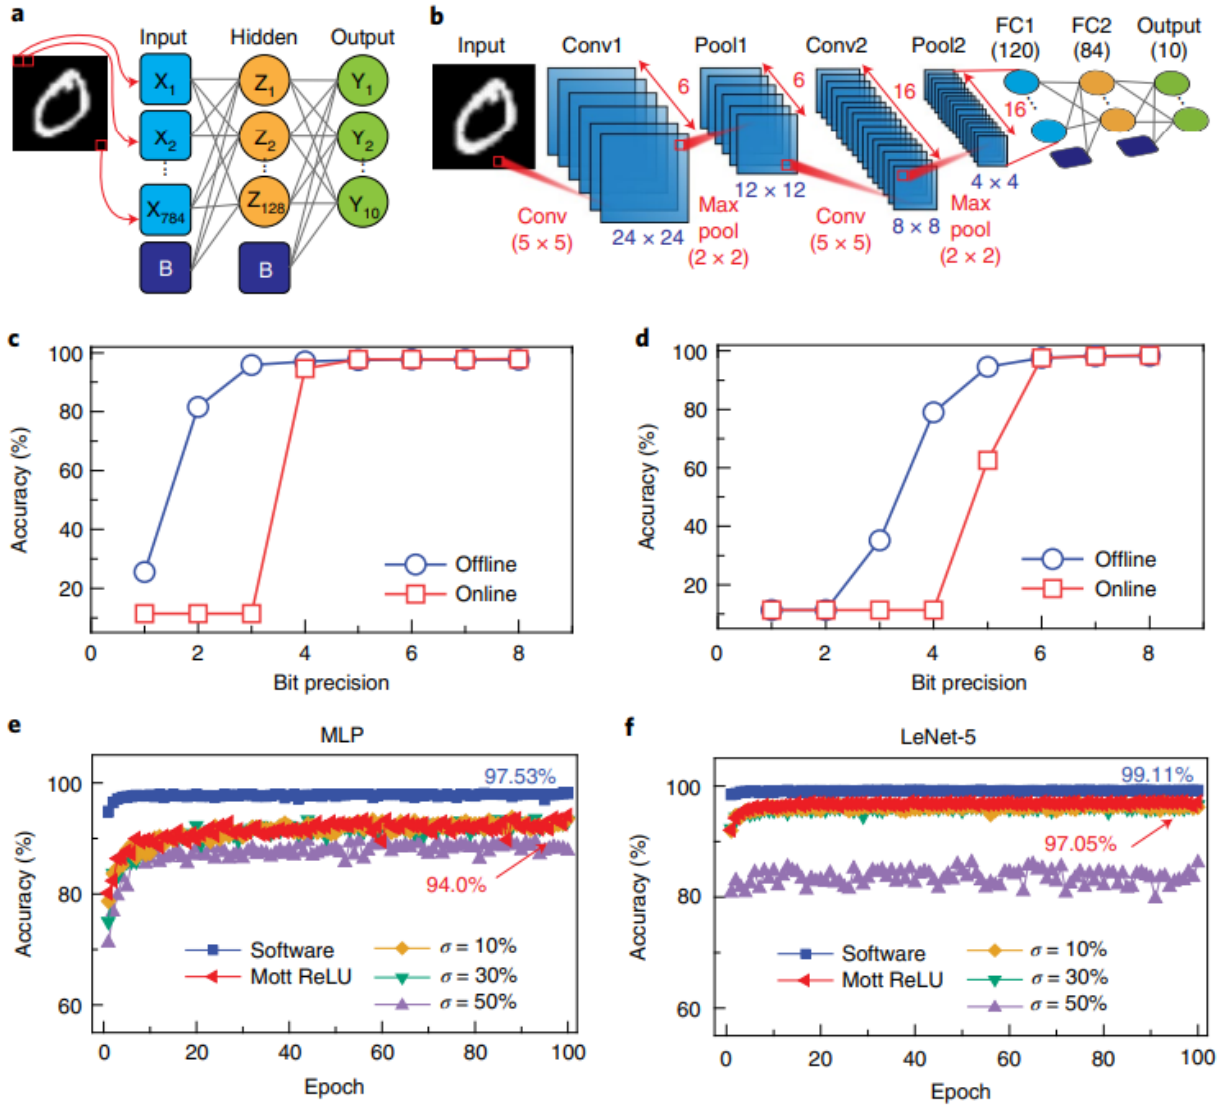 a
Input Hidden Output
X1 Z1 Y1
X2 Z2 Y2
X784 Z128 Y10
B B
b
Input Conv1 Pool1 Conv2 Pool2 FC1 (120) FC2 (84) Output (10)
6 6 16 16
Conv (5 × 5)
24 × 24
Max pool (2 × 2)
12 × 12
Conv (5 × 5)
8 × 8
Max pool (2 × 2)
4 × 4
c
Accuracy (%)
100
80
60
40
20
Offline
Online
0 2 4 6 8
Bit precision
d
Accuracy (%)
100
80
60
40
20
Offline
Online
0 2 4 6 8
Bit precision
e
MLP
Accuracy (%)
100
80
60
97.53%
94.0%
Software
Mott ReLU
σ = 10%
σ = 30%
σ = 50%
0 20 40 60 80 100
Epoch
f
LeNet-5
Accuracy (%)
100
80
60
99.11%
97.05%
Software
Mott ReLU
σ = 10%
σ = 30%
σ = 50%
0 20 40 60 80 100
Epoch